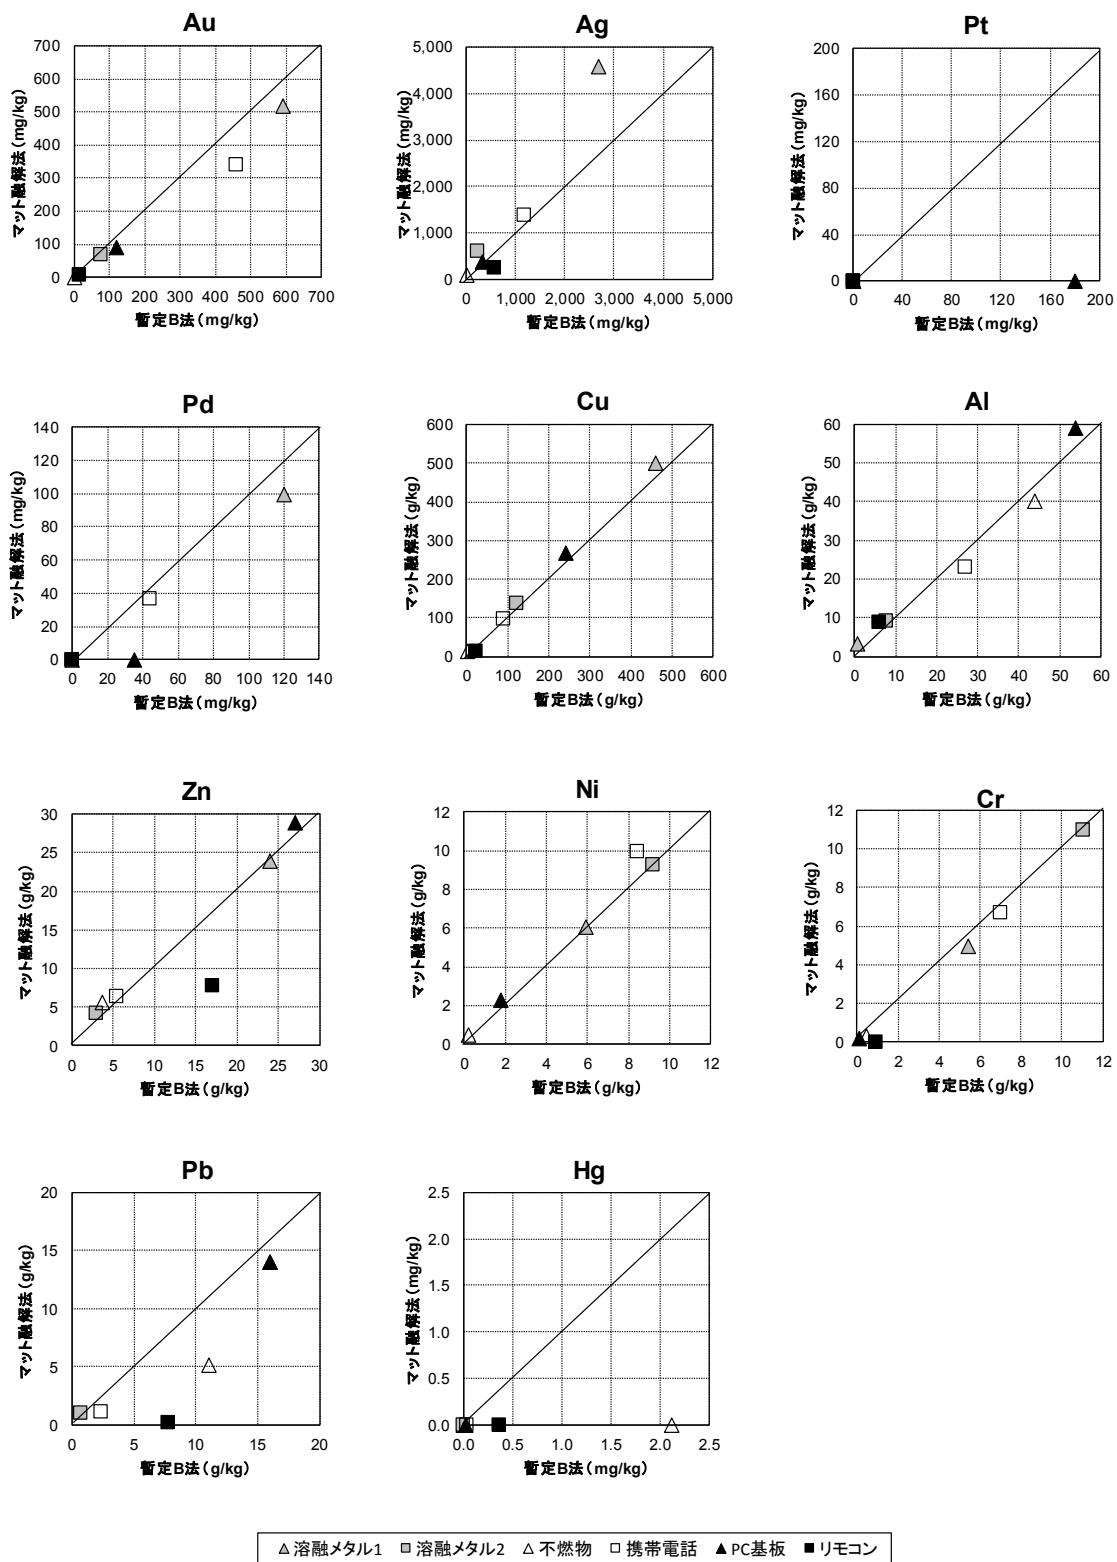 Au
700
600
500
400
300
200
100
0
0 100 200 300 400 500 600 700
マット融解法(mg/kg)
暫定B法(mg/kg)
Ag
5,000
4,000
3,000
2,000
1,000
0
0 1,000 2,000 3,000 4,000 5,000
マット融解法(mg/kg)
暫定B法(mg/kg)
Pt
200
160
120
80
40
0
0 40 80 120 160 200
マット融解法(mg/kg)
暫定B法(mg/kg)
Pd
140
120
100
80
60
40
20
0
0 20 40 60 80 100 120 140
マット融解法(mg/kg)
暫定B法(mg/kg)
Cu
600
500
400
300
200
100
0
0 100 200 300 400 500 600
マット融解法(g/kg)
暫定B法(g/kg)
Al
60
50
40
30
20
10
0
0 10 20 30 40 50 60
マット融解法(g/kg)
暫定B法(g/kg)
Zn
30
25
20
15
10
5
0
0 5 10 15 20 25 30
マット融解法(g/kg)
暫定B法(g/kg)
Ni
12
10
8
6
4
2
0
0 2 4 6 8 10 12
マット融解法(g/kg)
暫定B法(g/kg)
Cr
12
10
8
6
4
2
0
0 2 4 6 8 10 12
マット融解法(g/kg)
暫定B法(g/kg)
Pb
20
15
10
5
0
0 5 10 15 20
マット融解法(g/kg)
暫定B法(g/kg)
Hg
2.5
2.0
1.5
1.0
0.5
0.0
0.0 0.5 1.0 1.5 2.0 2.5
マット融解法(mg/kg)
暫定B法(mg/kg)
溶融メタル1 溶融メタル2 不燃物 携帯電話 PC基板 リモコン